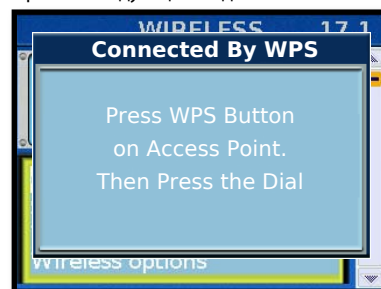 WIRELESS 17.1
Connected By WPS
Press WPS Button
on Access Point.
Then Press the Dial
Wireless options